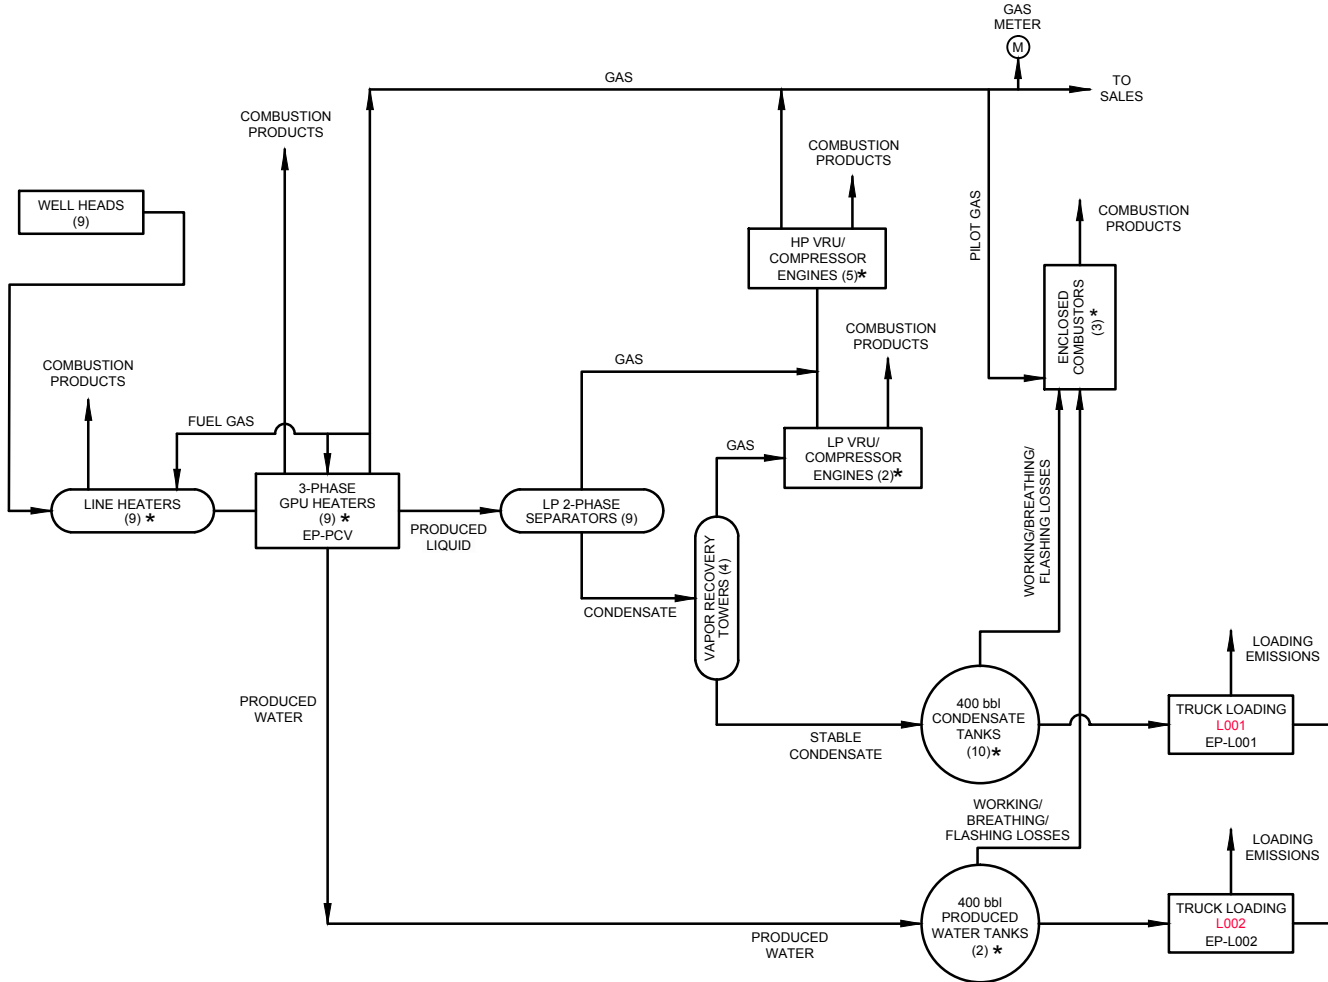 GAS
METER
M
GAS
TO
SALES
COMBUSTION
PRODUCTS
COMBUSTION
PRODUCTS
WELL HEADS
(9)
PILOT GAS
COMBUSTION
PRODUCTS
HP VRU/
COMPRESSOR
ENGINES (5)*
ENCLOSED
COMBUSTORS
(3) *
COMBUSTION
PRODUCTS
COMBUSTION
PRODUCTS
GAS
FUEL GAS
GAS
LP VRU/
COMPRESSOR
ENGINES (2)*
LINE HEATERS
(9) *
3-PHASE
GPU HEATERS
(9) *
EP-PCV
PRODUCED
LIQUID
LP 2-PHASE
SEPARATORS (9)
WORKING/BREATHING/
FLASHING LOSSES
CONDENSATE
VAPOR RECOVERY
TOWERS (4)
LOADING
EMISSIONS
PRODUCED
WATER
STABLE
CONDENSATE
400 bbl
CONDENSATE
TANKS
(10) *
TRUCK LOADING
L001
EP-L001
WORKING/
BREATHING/
FLASHING LOSSES
LOADING
EMISSIONS
PRODUCED
WATER
400 bbl
PRODUCED
WATER TANKS
(2) *
TRUCK LOADING
L002
EP-L002